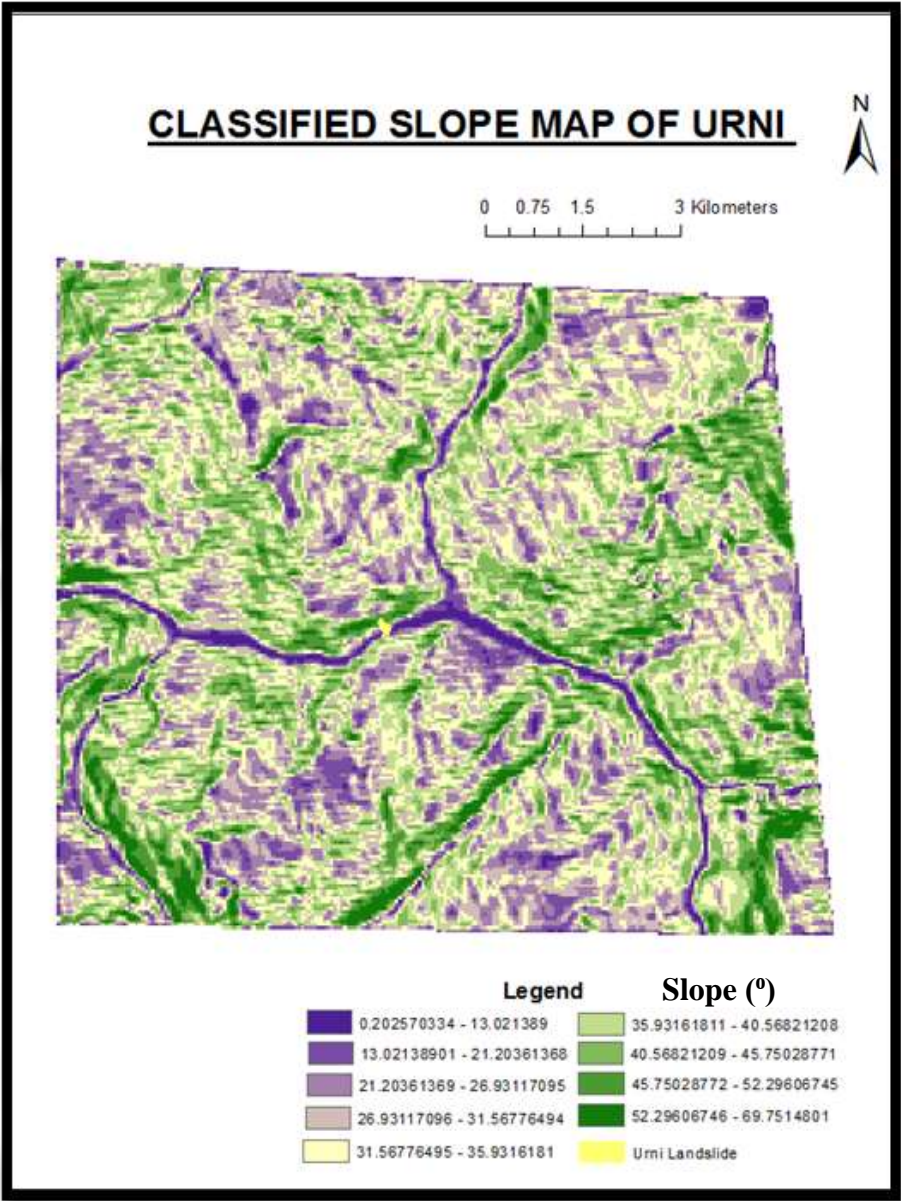 N
CLASSIFIED SLOPE MAP OF URNI
0 0.75 1.5 3 Kilometers
Legend Slope (⁰)
0.202570334 - 13.021389
13.02138901 - 21.20361368
21.20361369 - 26.93117095
26.93117096 - 31.56776494
31.56776495 - 35.9316181
35.93161811 - 40.56821208
40.56821209 - 45.75028771
45.75028772 - 52.29606745
52.29606746 - 69.7514801
Urni Landslide